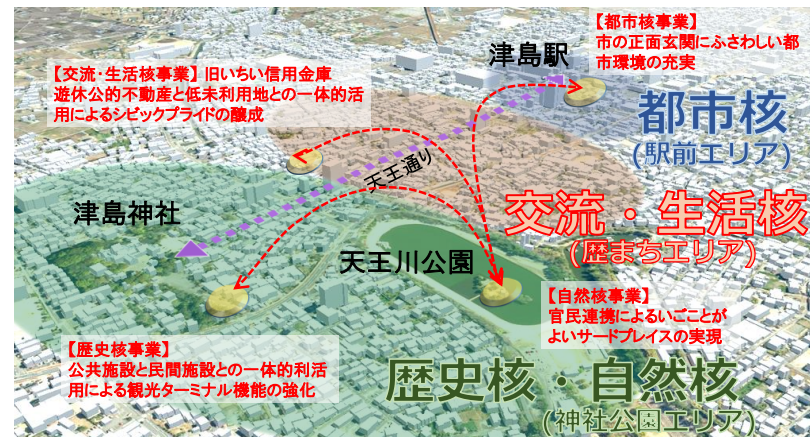 【都市核事業】
市の正面玄関にふさわしい都
市環境の充実
津島駅
【交流・生活核事業】 旧いちい信用金庫
遊休公的不動産と低未利用地との一体的活
用によるシビックプライドの醸成
都市核
(駅前エリア)
天王通り
交流・生活核
(歴まちエリア)
津島神社
天王川公園
【自然核事業】
官民連携によるいごことが
よいサードプレイスの実現
【歴史核事業】
公共施設と民間施設との一体的利活
用による観光ターミナル機能の強化
歴史核・自然核
(神社公園エリア)